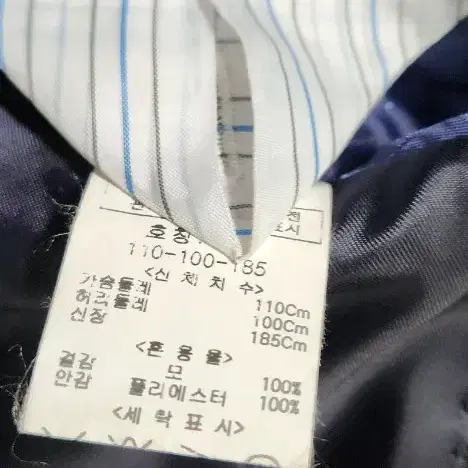 호칭
110-100-185
<신 체 치 수>
가슴둘레 110Cm
허리둘레 100Cm
신장 185Cm
<혼 용 율>
겉감 모 100%
안감 폴리에스터 100%
<세 탁 표 시>